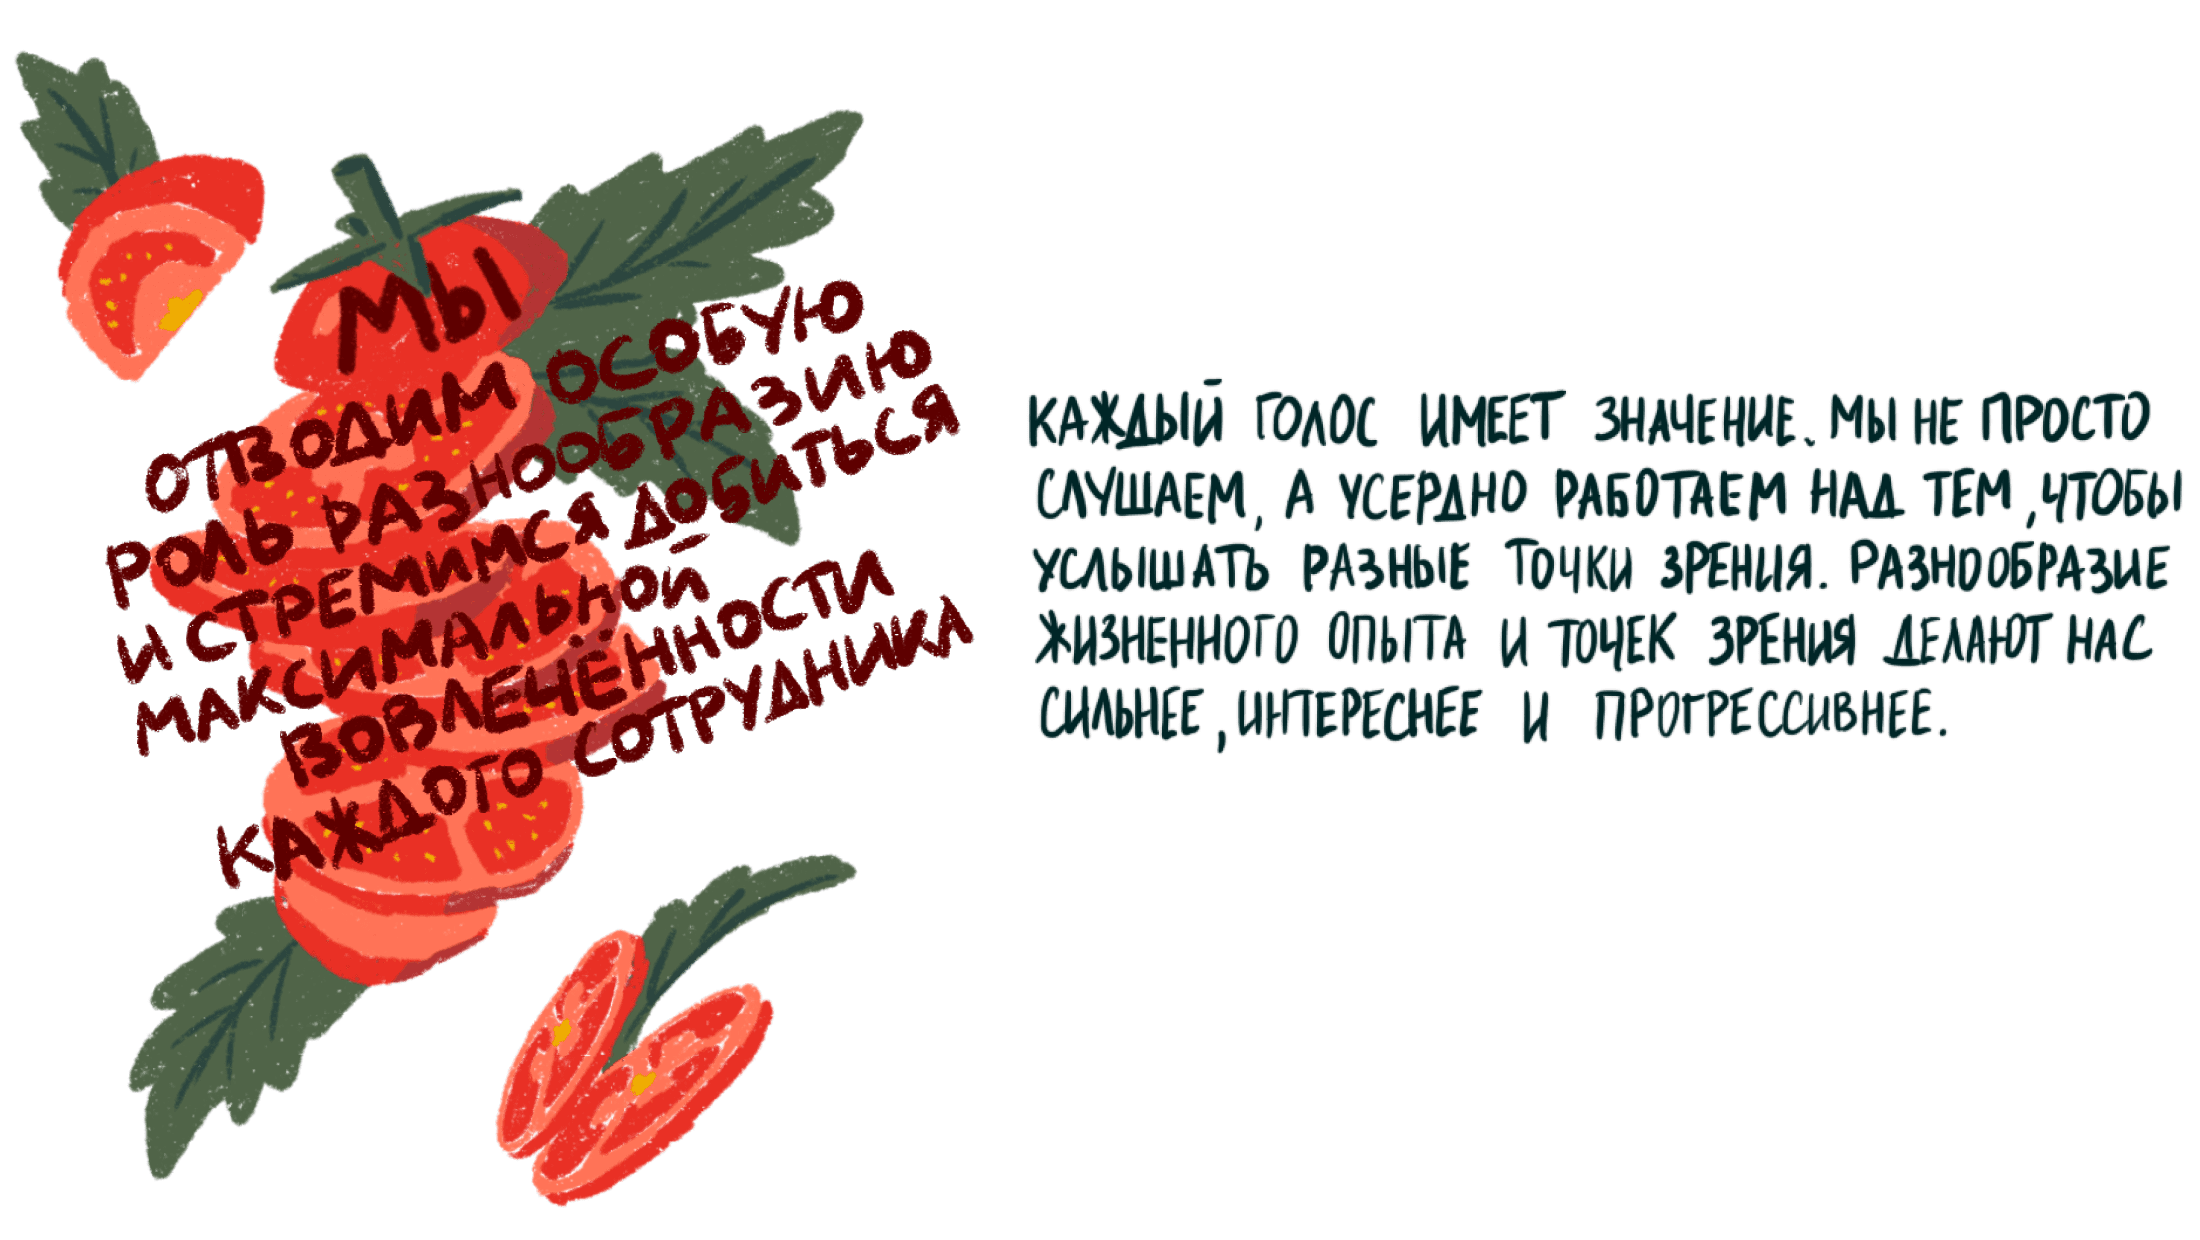 МЫ
ОТВОДИМ ОСОБУЮ
РОЛЬ РАЗНООБРАЗИЮ
И СТРЕМИМСЯ ДОБИТЬСЯ
МАКСИМАЛЬНОЙ
ВОВЛЕЧЁННОСТИ
КАЖДОГО СОТРУДНИКА
КАЖДЫЙ ГОЛОС ИМЕЕТ ЗНАЧЕНИЕ. МЫ НЕ ПРОСТО
СЛУШАЕМ, А УСЕРДНО РАБОТАЕМ НАД ТЕМ, ЧТОБЫ
УСЛЫШАТЬ РАЗНЫЕ ТОЧКИ ЗРЕНИЯ. РАЗНООБРАЗИЕ
ЖИЗНЕННОГО ОПЫТА И ТОЧЕК ЗРЕНИЯ ДЕЛАЮТ НАС
СИЛЬНЕЕ, ИНТЕРЕСНЕЕ И ПРОГРЕССИВНЕЕ.